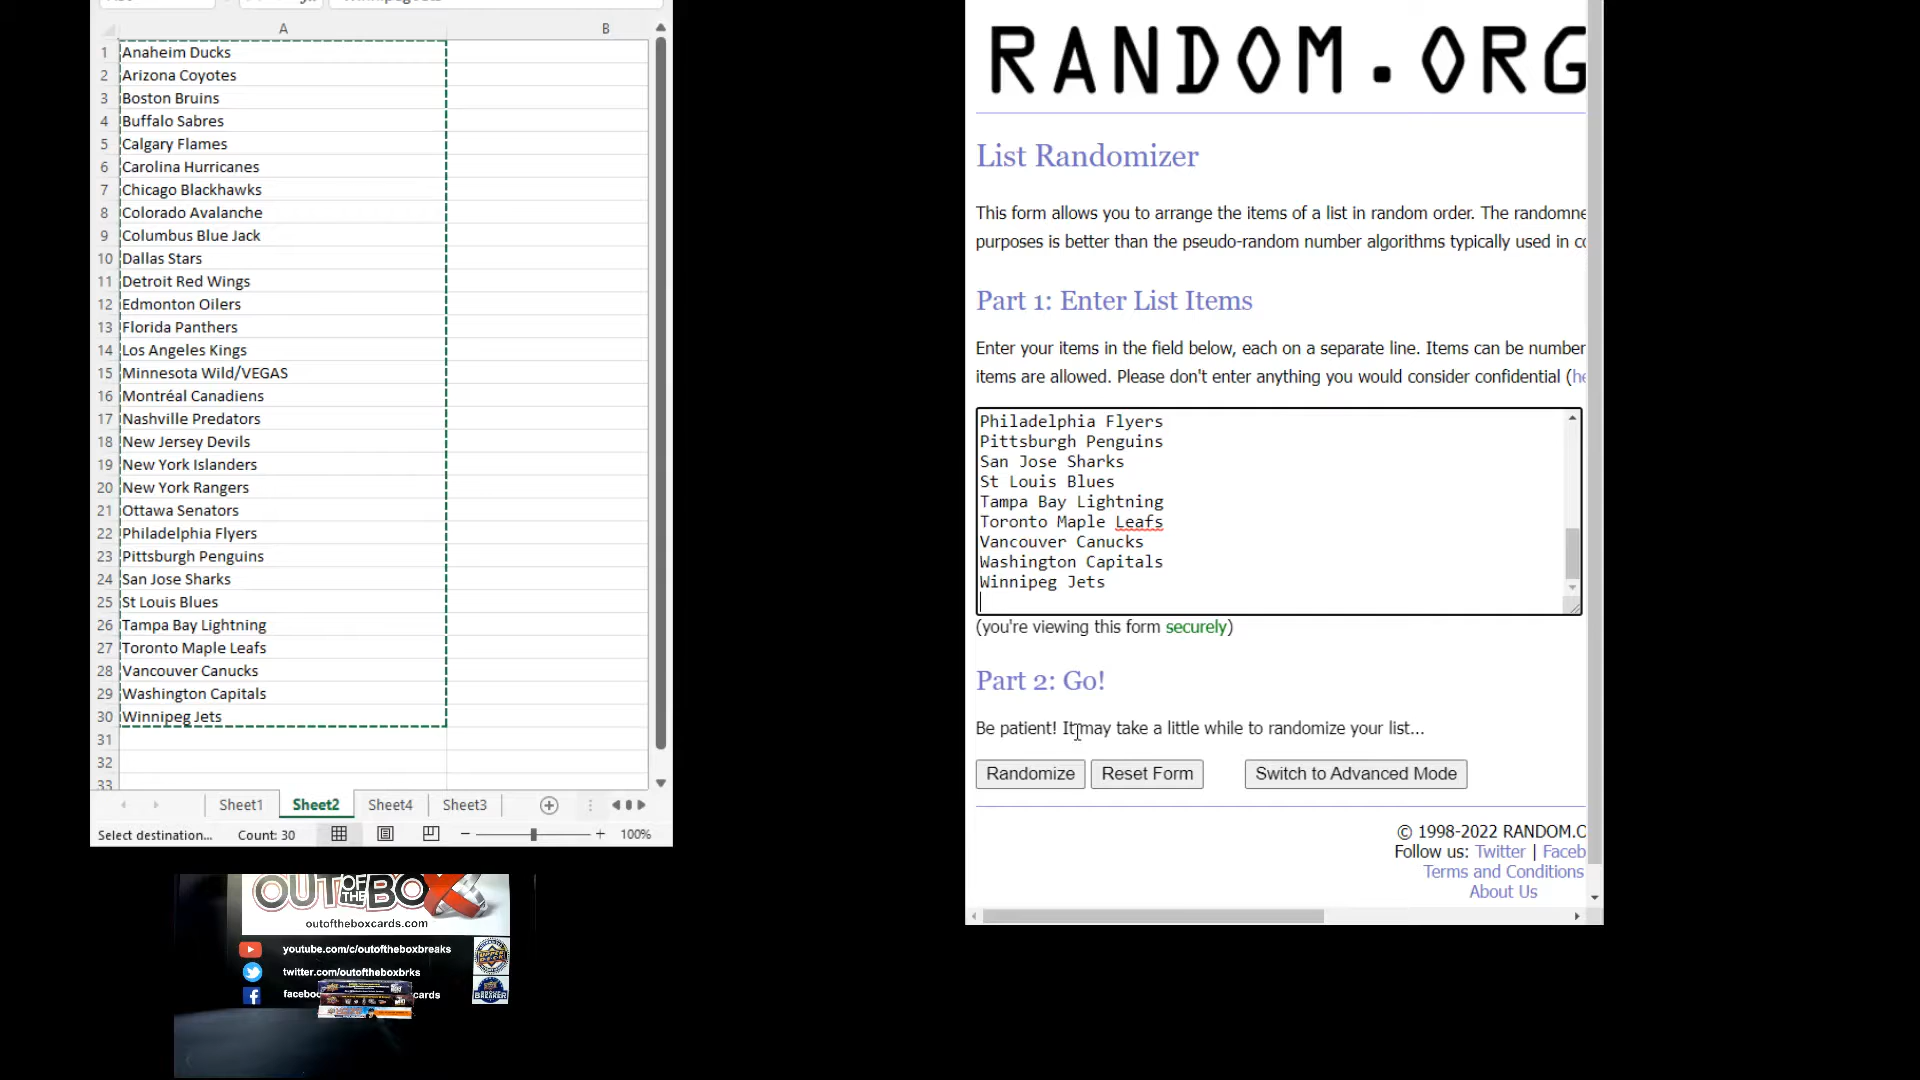 A
B
1 Anaheim Ducks
2 Arizona Coyotes
3 Boston Bruins
4 Buffalo Sabres
5 Calgary Flames
6 Carolina Hurricanes
7 Chicago Blackhawks
8 Colorado Avalanche
9 Columbus Blue Jack
10 Dallas Stars
11 Detroit Red Wings
12 Edmonton Oilers
13 Florida Panthers
14 Los Angeles Kings
15 Minnesota Wild/VEGAS
16 Montréal Canadiens
17 Nashville Predators
18 New Jersey Devils
19 New York Islanders
20 New York Rangers
21 Ottawa Senators
22 Philadelphia Flyers
23 Pittsburgh Penguins
24 San Jose Sharks
25 St Louis Blues
26 Tampa Bay Lightning
27 Toronto Maple Leafs
28 Vancouver Canucks
29 Washington Capitals
30 Winnipeg Jets
31
32
33
Sheet1 Sheet2 Sheet4 Sheet3
Select destination... Count: 30 100%
OUT OF THE BOX
outoftheboxcards.com
youtube.com/c/outoftheboxbreaks
twitter.com/outoftheboxbrks
faceboo
cards
UPPER DECK
BREAKER
RANDOM.ORG
List Randomizer
This form allows you to arrange the items of a list in random order. The randomne
purposes is better than the pseudo-random number algorithms typically used in co
Part 1: Enter List Items
Enter your items in the field below, each on a separate line. Items can be number
items are allowed. Please don't enter anything you would consider confidential (he
Philadelphia Flyers
Pittsburgh Penguins
San Jose Sharks
St Louis Blues
Tampa Bay Lightning
Toronto Maple Leafs
Vancouver Canucks
Washington Capitals
Winnipeg Jets
(you're viewing this form securely)
Part 2: Go!
Be patient! It may take a little while to randomize your list...
Randomize Reset Form Switch to Advanced Mode
© 1998-2022 RANDOM.O
Follow us: Twitter | Faceb
Terms and Conditions
About Us